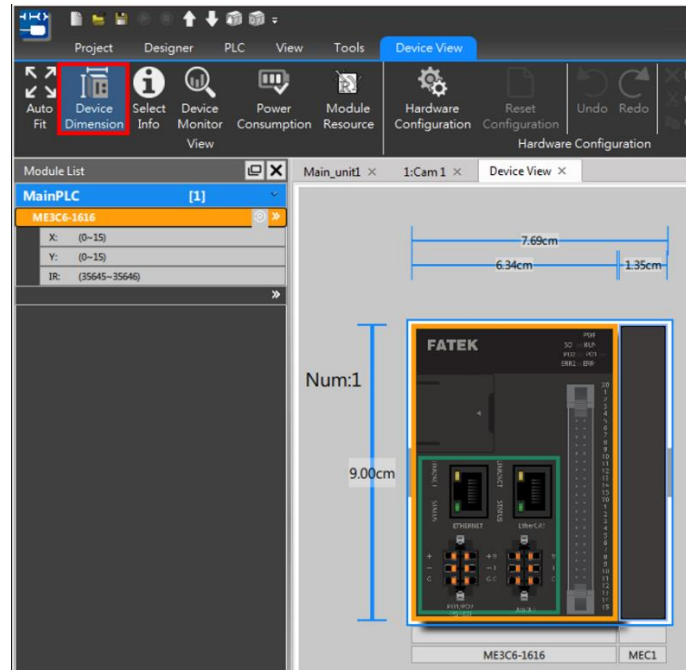 Project Designer PLC View Tools Device View
Auto Fit
Device Dimension
Select Info
Device Monitor
Power Consumption
Module Resource
Hardware Configuration
Reset Configuration
Undo Redo
View
Hardware Configuration
Module List
Main_unit1 × 1:Cam 1 × Device View ×
MainPLC [1]
ME3C6-1616
X: (0~15)
Y: (0~15)
IR: (35645~35646)
7.69cm
6.34cm 1.35cm
FATEK
Num:1
9.00cm
ETHERNET EtherCAT
ME3C6-1616 MEC1